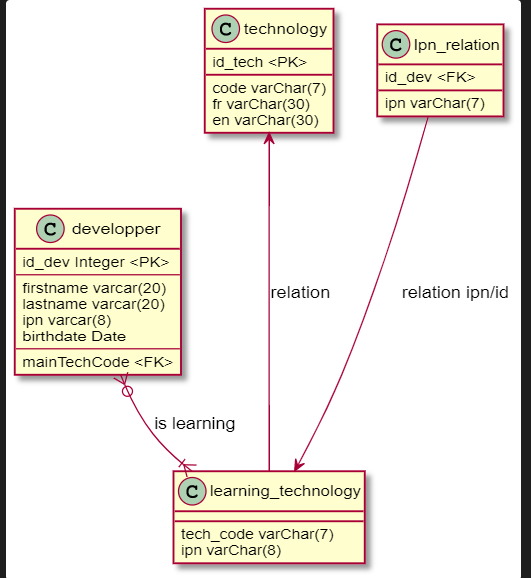 C technology
id_tech <PK>
code varChar(7)
fr varChar(30)
en varChar(30)
C Ipn_relation
id_dev <FK>
ipn varChar(7)
C developper
id_dev Integer <PK>
firstname varcar(20)
lastname varcar(20)
ipn varcar(8)
birthdate Date
mainTechCode <FK>
relation
relation ipn/id
is learning
C learning_technology
tech_code varChar(7)
ipn varChar(8)